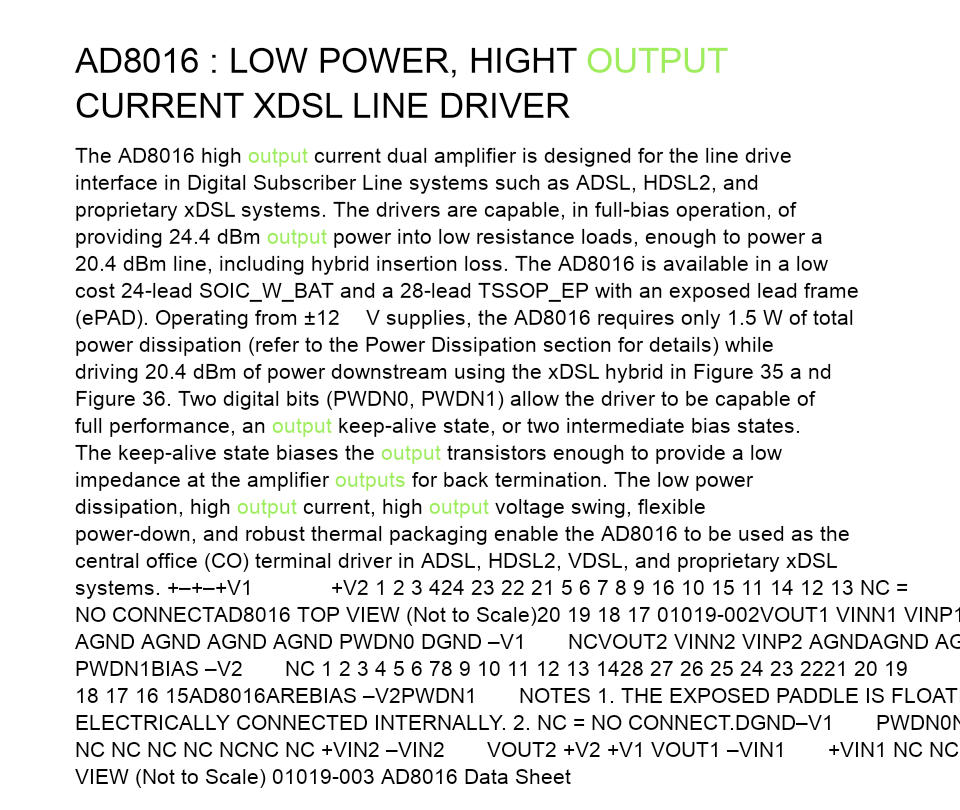 AD8016 : LOW POWER, HIGHT OUTPUT
CURRENT XDSL LINE DRIVER
The AD8016 high output current dual amplifier is designed for the line drive
interface in Digital Subscriber Line systems such as ADSL, HDSL2, and
proprietary xDSL systems. The drivers are capable, in full-bias operation, of
providing 24.4 dBm output power into low resistance loads, enough to power a
20.4 dBm line, including hybrid insertion loss. The AD8016 is available in a low
cost 24-lead SOIC_W_BAT and a 28-lead TSSOP_EP with an exposed lead frame
(ePAD). Operating from ±12 V supplies, the AD8016 requires only 1.5 W of total
power dissipation (refer to the Power Dissipation section for details) while
driving 20.4 dBm of power downstream using the xDSL hybrid in Figure 35 a nd
Figure 36. Two digital bits (PWDN0, PWDN1) allow the driver to be capable of
full performance, an output keep-alive state, or two intermediate bias states.
The keep-alive state biases the output transistors enough to provide a low
impedance at the amplifier outputs for back termination. The low power
dissipation, high output current, high output voltage swing, flexible
power-down, and robust thermal packaging enable the AD8016 to be used as the
central office (CO) terminal driver in ADSL, HDSL2, VDSL, and proprietary xDSL
systems. +–+–+V1 +V2 1 2 3 424 23 22 21 5 6 7 8 9 16 10 15 11 14 12 13 NC =
NO CONNECTAD8016 TOP VIEW (Not to Scale)20 19 18 17 01019-002VOUT1 VINN1 VINP1
AGND AGND AGND AGND PWDN0 DGND –V1 NCVOUT2 VINN2 VINP2 AGNDAGND AG
PWDN1BIAS –V2 NC 1 2 3 4 5 6 78 9 10 11 12 13 1428 27 26 25 24 23 2221 20 19
18 17 16 15AD8016AREBIAS –V2PWDN1 NOTES 1. THE EXPOSED PADDLE IS FLOAT
ELECTRICALLY CONNECTED INTERNALLY. 2. NC = NO CONNECT.DGND–V1 PWDN0N
NC NC NC NC NCNC NC +VIN2 –VIN2 VOUT2 +V2 +V1 VOUT1 –VIN1 +VIN1 NC NC
VIEW (Not to Scale) 01019-003 AD8016 Data Sheet